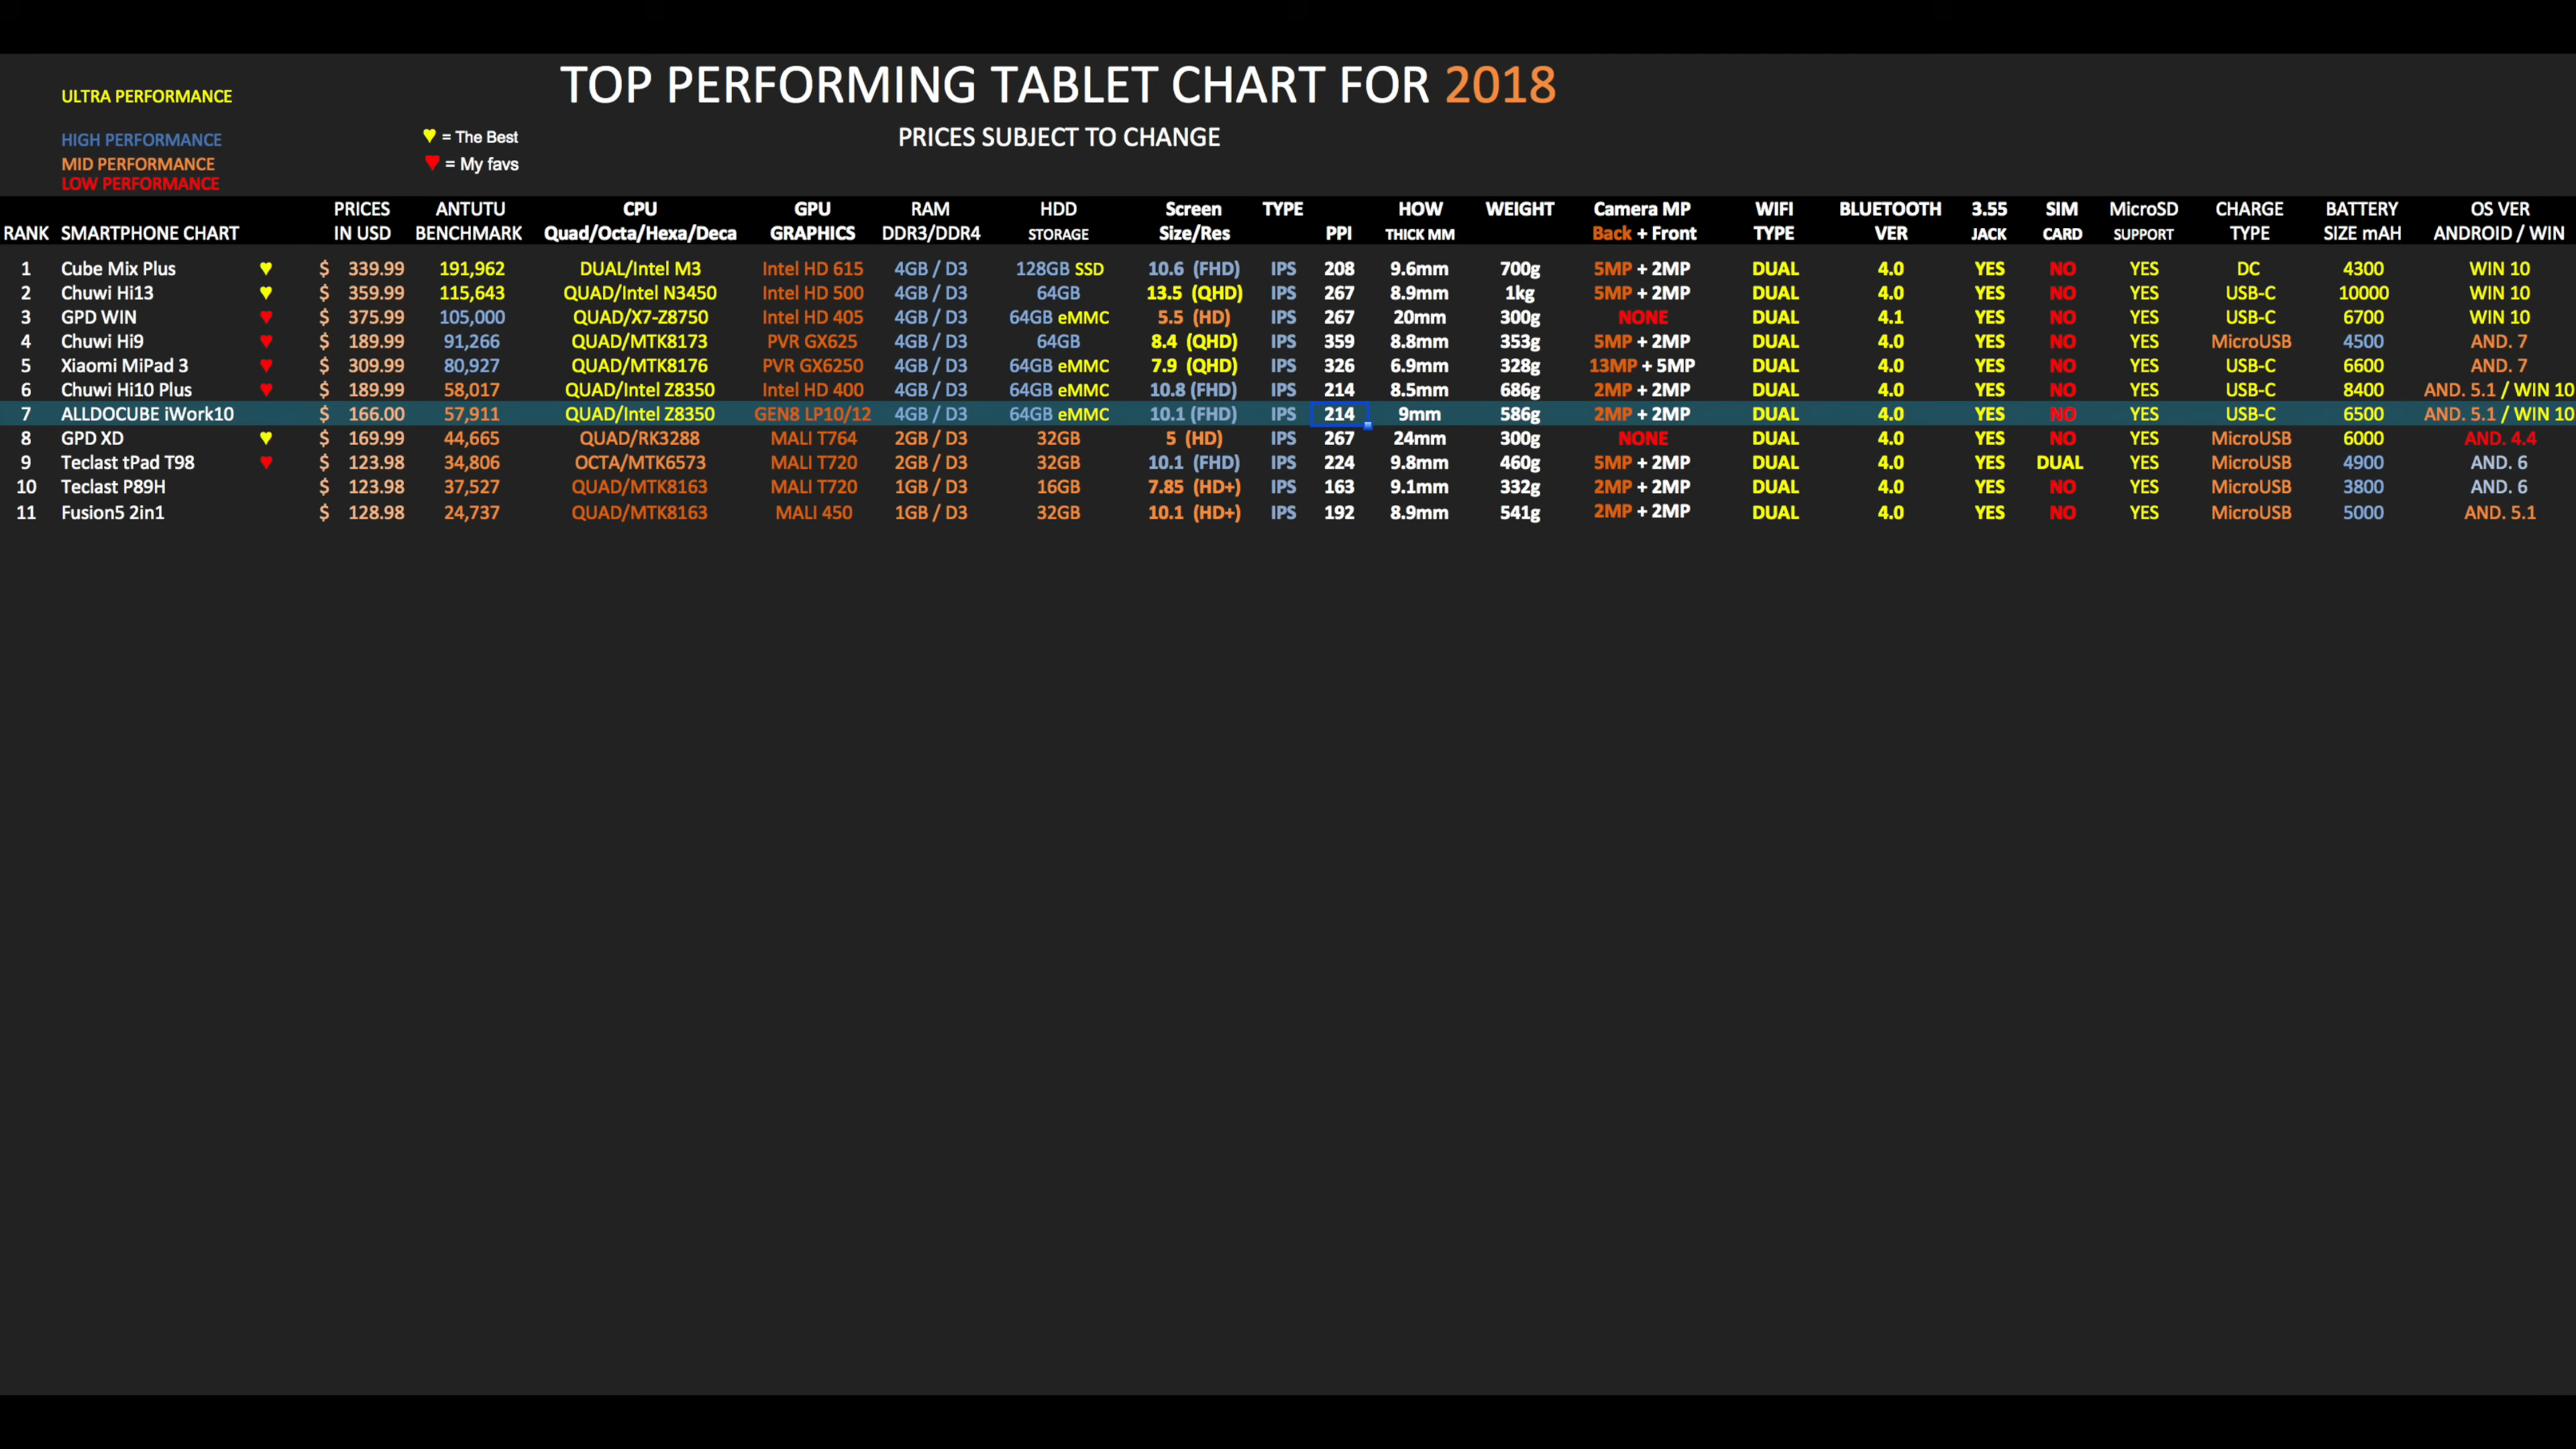 TOP PERFORMING TABLET CHART FOR 2018
ULTRA PERFORMANCE
HIGH PERFORMANCE ♥ = The Best PRICES SUBJECT TO CHANGE
MID PERFORMANCE ♥ = My favs
LOW PERFORMANCE
PRICES ANTUTU CPU GPU RAM HDD Screen TYPE HOW WEIGHT Camera MP WIFI BLUETOOTH 3.55 SIM MicroSD CHARGE BATTERY OS VER
RANK SMARTPHONE CHART IN USD BENCHMARK Quad/Octa/Hexa/Deca GRAPHICS DDR3/DDR4 STORAGE Size/Res PPI THICK MM Back + Front TYPE VER JACK CARD SUPPORT TYPE SIZE mAH ANDROID / WIN
1 Cube Mix Plus ♥ $ 339.99 191,962 DUAL/Intel M3 Intel HD 615 4GB / D3 128GB SSD 10.6 (FHD) IPS 208 9.6mm 700g 5MP + 2MP DUAL 4.0 YES NO YES DC 4300 WIN 10
2 Chuwi Hi13 ♥ $ 359.99 115,643 QUAD/Intel N3450 Intel HD 500 4GB / D3 64GB 13.5 (QHD) IPS 267 8.9mm 1kg 5MP + 2MP DUAL 4.0 YES NO YES USB-C 10000 WIN 10
3 GPD WIN ♥ $ 375.99 105,000 QUAD/X7-Z8750 Intel HD 405 4GB / D3 64GB eMMC 5.5 (HD) IPS 267 20mm 300g NONE DUAL 4.1 YES NO YES USB-C 6700 WIN 10
4 Chuwi Hi9 ♥ $ 189.99 91,266 QUAD/MTK8173 PVR GX625 4GB / D3 64GB 8.4 (QHD) IPS 359 8.8mm 353g 5MP + 2MP DUAL 4.0 YES NO YES MicroUSB 4500 AND. 7
5 Xiaomi MiPad 3 ♥ $ 309.99 80,927 QUAD/MTK8176 PVR GX6250 4GB / D3 64GB eMMC 7.9 (QHD) IPS 326 6.9mm 328g 13MP + 5MP DUAL 4.0 YES NO YES USB-C 6600 AND. 7
6 Chuwi Hi10 Plus ♥ $ 189.99 58,017 QUAD/Intel Z8350 Intel HD 400 4GB / D3 64GB eMMC 10.8 (FHD) IPS 214 8.5mm 686g 2MP + 2MP DUAL 4.0 YES NO YES USB-C 8400 AND. 5.1 / WIN 10
7 ALLDOCUBE iWork10 $ 166.00 57,911 QUAD/Intel Z8350 GEN8 LP10/12 4GB / D3 64GB eMMC 10.1 (FHD) IPS 214 9mm 586g 2MP + 2MP DUAL 4.0 YES NO YES USB-C 6500 AND. 5.1 / WIN 10
8 GPD XD ♥ $ 169.99 44,665 QUAD/RK3288 MALI T764 2GB / D3 32GB 5 (HD) IPS 267 24mm 300g NONE DUAL 4.0 YES NO YES MicroUSB 6000 AND. 4.4
9 Teclast tPad T98 ♥ $ 123.98 34,806 OCTA/MTK6573 MALI T720 2GB / D3 32GB 10.1 (FHD) IPS 224 9.8mm 460g 5MP + 2MP DUAL 4.0 YES DUAL YES MicroUSB 4900 AND. 6
10 Teclast P89H $ 123.98 37,527 QUAD/MTK8163 MALI T720 1GB / D3 16GB 7.85 (HD+) IPS 163 9.1mm 332g 2MP + 2MP DUAL 4.0 YES NO YES MicroUSB 3800 AND. 6
11 Fusion5 2in1 $ 128.98 24,737 QUAD/MTK8163 MALI 450 1GB / D3 32GB 10.1 (HD+) IPS 192 8.9mm 541g 2MP + 2MP DUAL 4.0 YES NO YES MicroUSB 5000 AND. 5.1